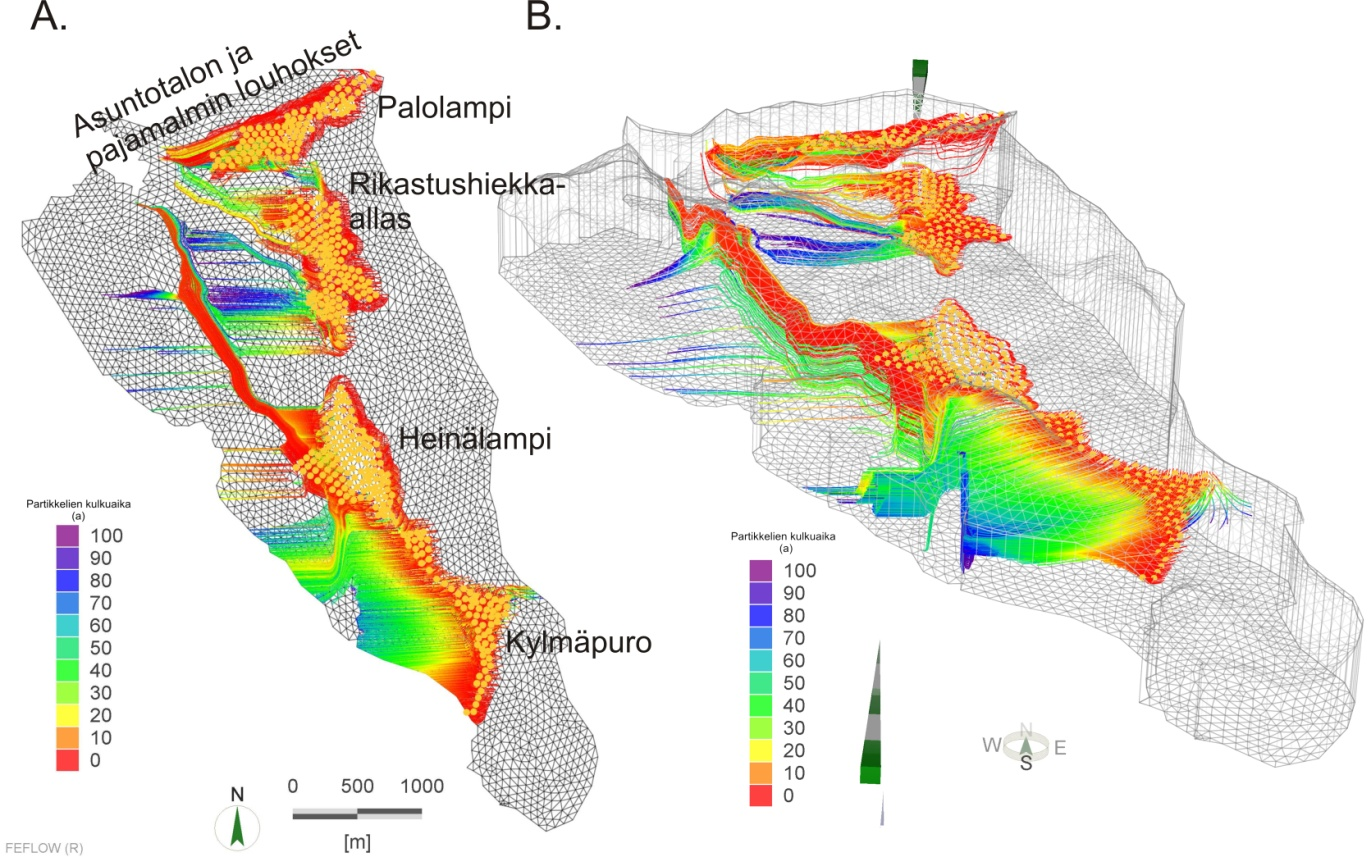 A.
B.
Asuntotalon ja
pajamalmin louhokset
Palolampi
Rikastushiekka-
allas
Heinälampi
Kylmäpuro
Partikkelien kulkuaika
(a)
100
90
80
70
60
50
40
30
20
10
0
N
0 500 1000
[m]
FEFLOW (R)
Partikkelien kulkuaika
(a)
100
90
80
70
60
50
40
30
20
10
0
N
W E
S